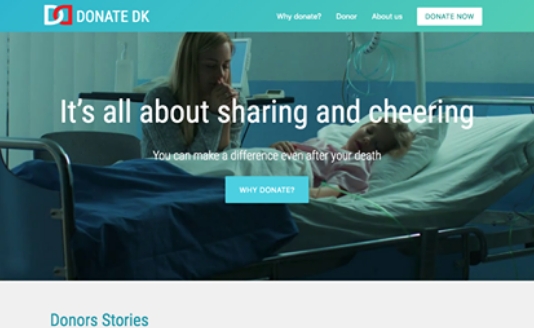 DONATE DK
Why donate? Donor About us DONATE NOW
It's all about sharing and cheering
You can make a difference even after your death
WHY DONATE?
Donors Stories